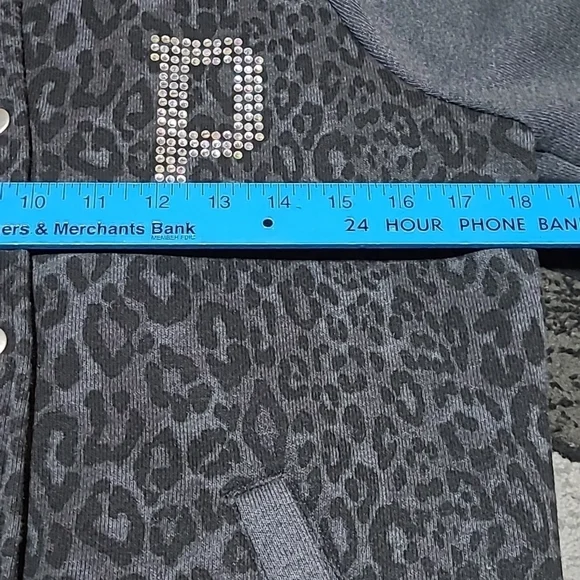 P
10 11 12 13 14 15 16 17 18
ers & Merchants Bank 24 HOUR PHONE BAN
MEMBER FDIC